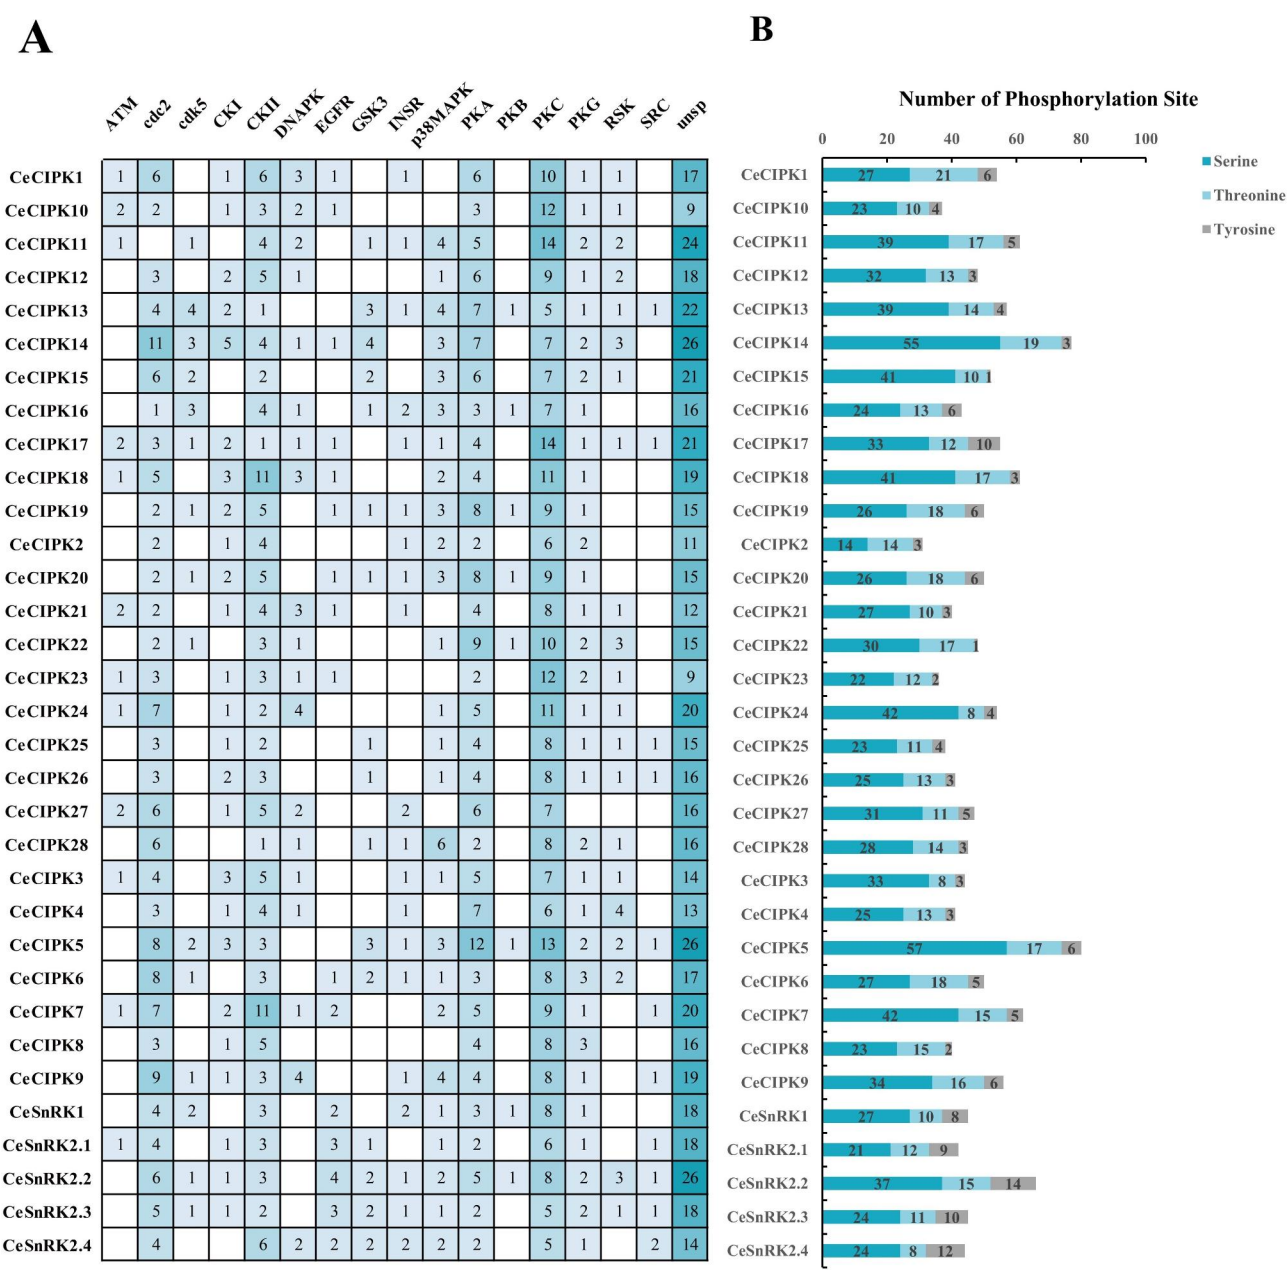 A
B
ATM cdc2 cdk5 CKI CKII DNAPK EGFR GSK3 INSR p38MAPK PKA PKB PKC PKG RSK SRC unsp
CeCIPK1 1 6 1 6 3 1 1 6 10 1 1 17
CeCIPK10 2 2 1 3 2 1 3 12 1 1 9
CeCIPK11 1 1 4 2 1 1 4 5 14 2 2 24
CeCIPK12 3 2 5 1 1 6 9 1 2 18
CeCIPK13 4 4 2 1 3 1 4 7 1 5 1 1 1 22
CeCIPK14 11 3 5 4 1 1 4 3 7 7 2 3 26
CeCIPK15 6 2 2 2 3 6 7 2 1 21
CeCIPK16 1 3 4 1 1 2 3 3 1 7 1 16
CeCIPK17 2 3 1 2 1 1 1 1 1 4 14 1 1 1 21
CeCIPK18 1 5 3 11 3 1 2 4 11 1 19
CeCIPK19 2 1 2 5 1 1 1 3 8 1 9 1 15
CeCIPK2 2 1 4 1 2 2 6 2 11
CeCIPK20 2 1 2 5 1 1 1 3 8 1 9 1 15
CeCIPK21 2 2 1 4 3 1 1 4 8 1 1 12
CeCIPK22 2 1 3 1 1 9 1 10 2 3 15
CeCIPK23 1 3 1 3 1 1 2 12 2 1 9
CeCIPK24 1 7 1 2 4 1 5 11 1 1 20
CeCIPK25 3 1 2 1 1 4 8 1 1 1 15
CeCIPK26 3 2 3 1 1 4 8 1 1 1 16
CeCIPK27 2 6 1 5 2 2 6 7 16
CeCIPK28 6 1 1 1 1 6 2 8 2 1 16
CeCIPK3 1 4 3 5 1 1 1 5 7 1 1 14
CeCIPK4 3 1 4 1 1 7 6 1 4 13
CeCIPK5 8 2 3 3 3 1 3 12 1 13 2 2 1 26
CeCIPK6 8 1 3 1 2 1 1 3 8 3 2 17
CeCIPK7 1 7 2 11 1 2 2 5 9 1 1 20
CeCIPK8 3 1 5 4 8 3 16
CeCIPK9 9 1 1 3 4 1 4 4 8 1 1 19
CeSnRK1 4 2 3 2 2 1 3 1 8 1 18
CeSnRK2.1 1 4 1 3 3 1 1 2 6 1 1 18
CeSnRK2.2 6 1 1 3 4 2 1 2 5 1 8 2 3 1 26
CeSnRK2.3 5 1 1 2 3 2 1 1 2 5 2 1 1 18
CeSnRK2.4 4 6 2 2 2 2 2 2 5 1 2 14
Number of Phosphorylation Site
0 20 40 60 80 100
Serine
Threonine
Tyrosine
CeCIPK1 27 21 6
CeCIPK10 23 10 4
CeCIPK11 39 17 5
CeCIPK12 32 13 3
CeCIPK13 39 14 4
CeCIPK14 55 19 3
CeCIPK15 41 10 1
CeCIPK16 24 13 6
CeCIPK17 33 12 10
CeCIPK18 41 17 3
CeCIPK19 26 18 6
CeCIPK2 14 14 3
CeCIPK20 26 18 6
CeCIPK21 27 10 3
CeCIPK22 30 17 1
CeCIPK23 22 12 2
CeCIPK24 42 8 4
CeCIPK25 23 11 4
CeCIPK26 25 13 3
CeCIPK27 31 11 5
CeCIPK28 28 14 3
CeCIPK3 33 8 3
CeCIPK4 25 13 3
CeCIPK5 57 17 6
CeCIPK6 27 18 5
CeCIPK7 42 15 5
CeCIPK8 23 15 2
CeCIPK9 34 16 6
CeSnRK1 27 10 8
CeSnRK2.1 21 12 9
CeSnRK2.2 37 15 14
CeSnRK2.3 24 11 10
CeSnRK2.4 24 8 12